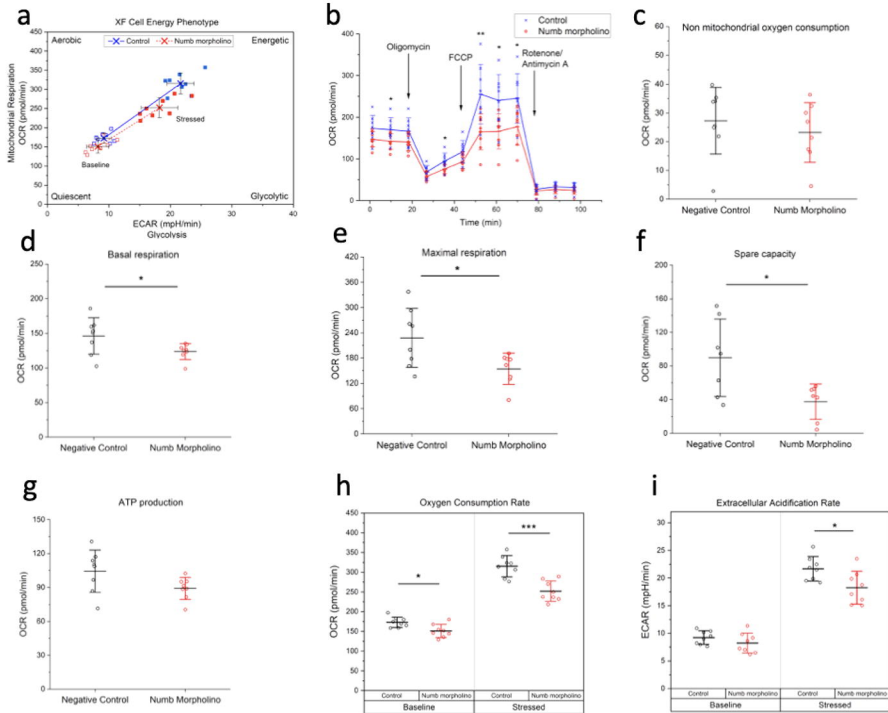 a
XF Cell Energy Phenotype
Aerobic
Energetic
Control
Numb morpholino
Mitochondrial Respiration
OCR (pmol/min)
450
400
350
300
250
200
150
100
50
0
Stressed
Baseline
Quiescent
Glycolytic
0
10
20
30
40
ECAR (mpH/min)
Glycolysis
b
Control
Numb morpholino
Oligomycin
FCCP
Rotenone/
Antimycin A
*
**
*
*
*
OCR (pmol/min)
400
350
300
250
200
150
100
50
0
0
20
40
60
80
100
Time (min)
c
Non mitochondrial oxygen consumption
OCR (pmol/min)
60
50
40
30
20
10
0
Negative Control
Numb Morpholino
d
Basal respiration
*
OCR (pmol/min)
250
200
150
100
50
0
Negative Control
Numb Morpholino
e
Maximal respiration
*
OCR (pmol/min)
420
360
300
240
180
120
60
0
Negative Control
Numb Morpholino
f
Spare capacity
*
OCR (pmol/min)
200
160
120
80
40
0
Negative Control
Numb Morpholino
g
ATP production
OCR (pmol/min)
150
120
90
60
30
0
Negative Control
Numb Morpholino
h
Oxygen Consumption Rate
*
***
OCR (pmol/min)
400
350
300
250
200
150
100
50
0
Control
Numb morpholino
Control
Numb morpholino
Baseline
Stressed
i
Extracellular Acidification Rate
*
ECAR (mpH/min)
30
25
20
15
10
5
0
Control
Numb morpholino
Control
Numb morpholino
Baseline
Stressed